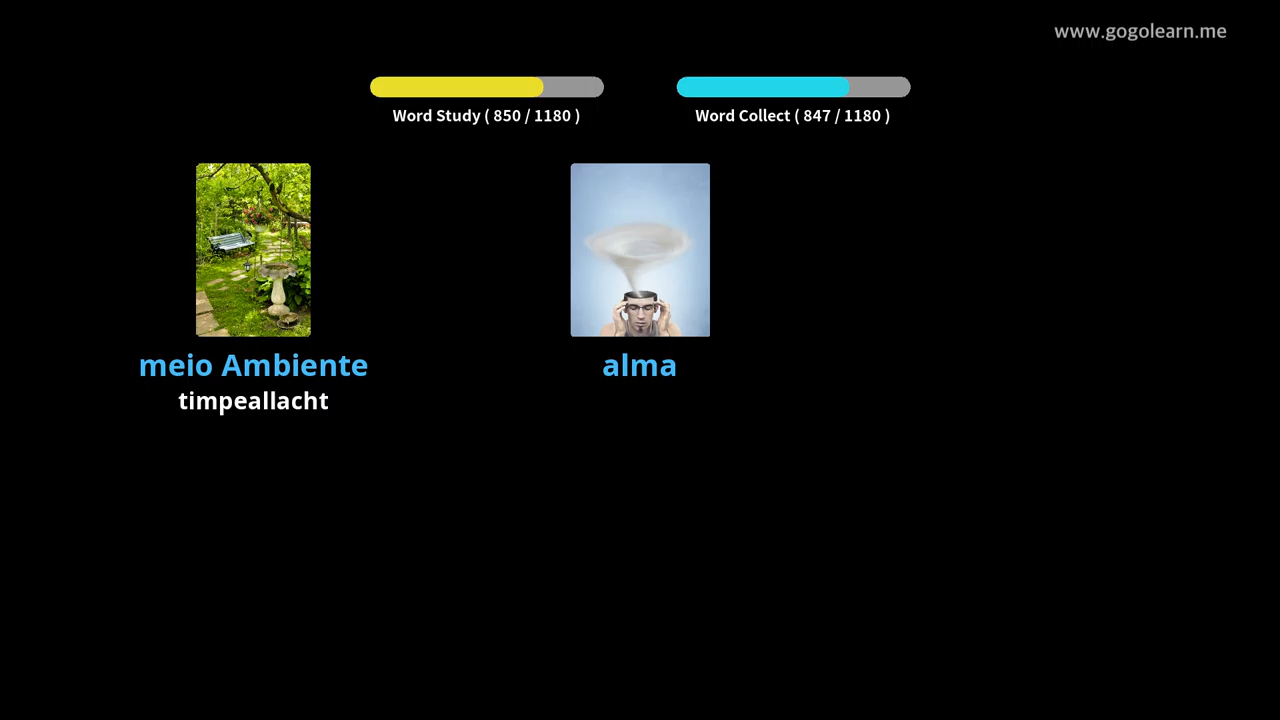 www.gogolearn.me
Word Study ( 850 / 1180 )
Word Collect ( 847 / 1180 )
meio Ambiente
timpeallacht
alma